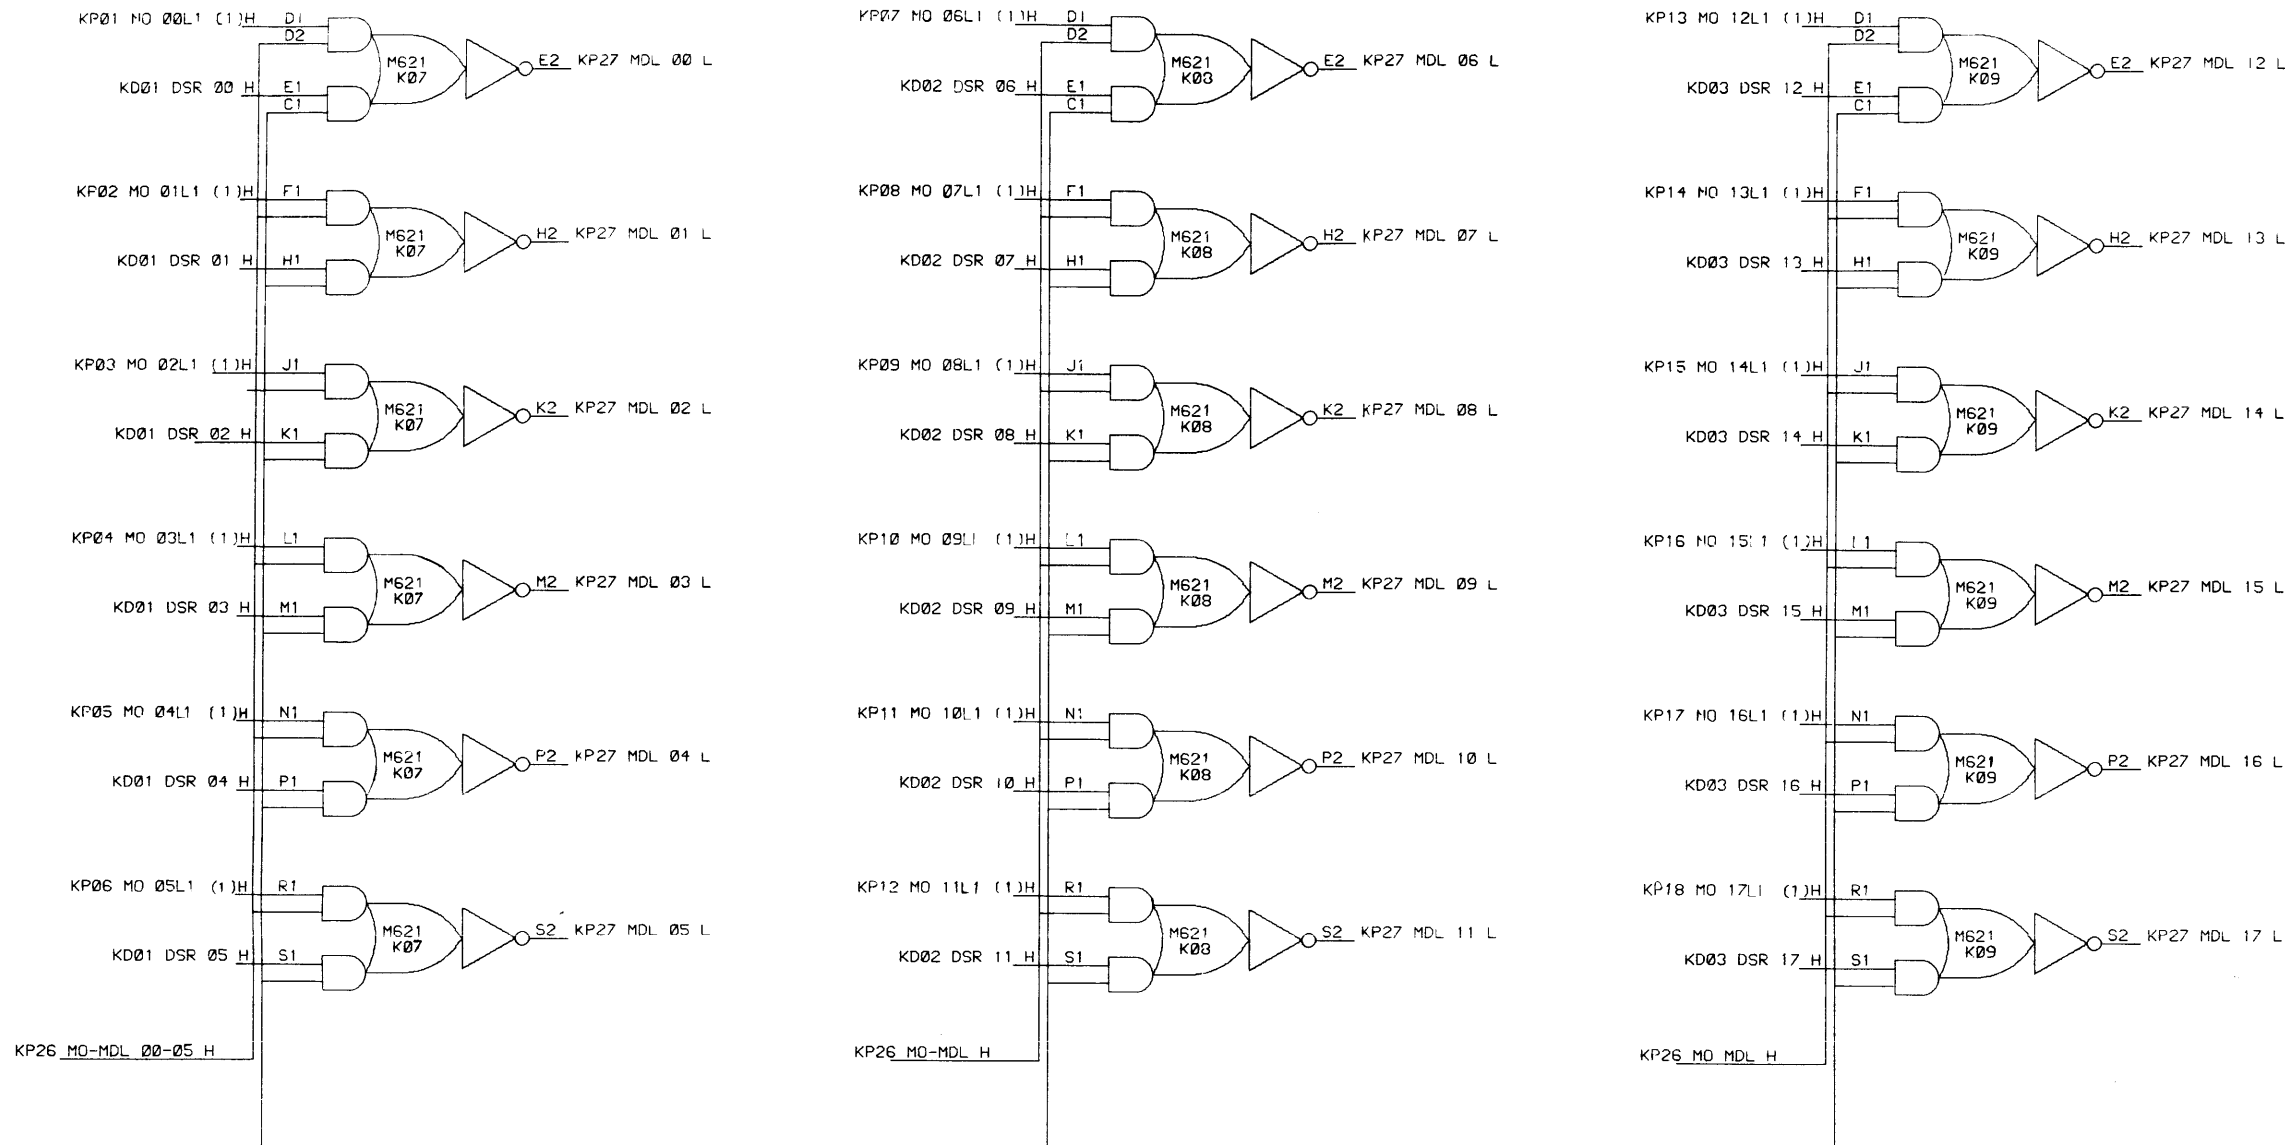 KP01 MO 00L1 (1)H D1
D2
M621
K07
E2 KP27 MDL 00 L
KD01 DSR 00 H E1
C1
KP02 MO 01L1 (1)H F1
M621
K07
H2 KP27 MDL 01 L
KD01 DSR 01 H H1
KP03 MO 02L1 (1)H J1
M621
K07
K2 KP27 MDL 02 L
KD01 DSR 02 H K1
KP04 MO 03L1 (1)H L1
M621
K07
M2 KP27 MDL 03 L
KD01 DSR 03 H M1
KP05 MO 04L1 (1)H N1
M621
K07
P2 KP27 MDL 04 L
KD01 DSR 04 H P1
KP06 MO 05L1 (1)H R1
M621
K07
S2 KP27 MDL 05 L
KD01 DSR 05 H S1
KP26 MO-MDL 00-05 H
KP07 MO 06L1 (1)H D1
D2
M621
K08
E2 KP27 MDL 06 L
KD02 DSR 06 H E1
C1
KP08 MO 07L1 (1)H F1
M621
K08
H2 KP27 MDL 07 L
KD02 DSR 07 H H1
KP09 MO 08L1 (1)H J1
M621
K08
K2 KP27 MDL 08 L
KD02 DSR 08 H K1
KP10 MO 09L1 (1)H L1
M621
K08
M2 KP27 MDL 09 L
KD02 DSR 09 H M1
KP11 MO 10L1 (1)H N1
M621
K08
P2 KP27 MDL 10 L
KD02 DSR 10 H P1
KP12 MO 11L1 (1)H R1
M621
K08
S2 KP27 MDL 11 L
KD02 DSR 11 H S1
KP26 MO-MDL H
KP13 MO 12L1 (1)H D1
D2
M621
K09
E2 KP27 MDL 12 L
KD03 DSR 12 H E1
C1
KP14 MO 13L1 (1)H F1
M621
K09
H2 KP27 MDL 13 L
KD03 DSR 13 H H1
KP15 MO 14L1 (1)H J1
M621
K09
K2 KP27 MDL 14 L
KD03 DSR 14 H K1
KP16 MO 15L1 (1)H L1
M621
K09
M2 KP27 MDL 15 L
KD03 DSR 15 H M1
KP17 MO 16L1 (1)H N1
M621
K09
P2 KP27 MDL 16 L
KD03 DSR 16 H P1
KP18 MO 17L1 (1)H R1
M621
K09
S2 KP27 MDL 17 L
KD03 DSR 17 H S1
KP26 MO MDL H